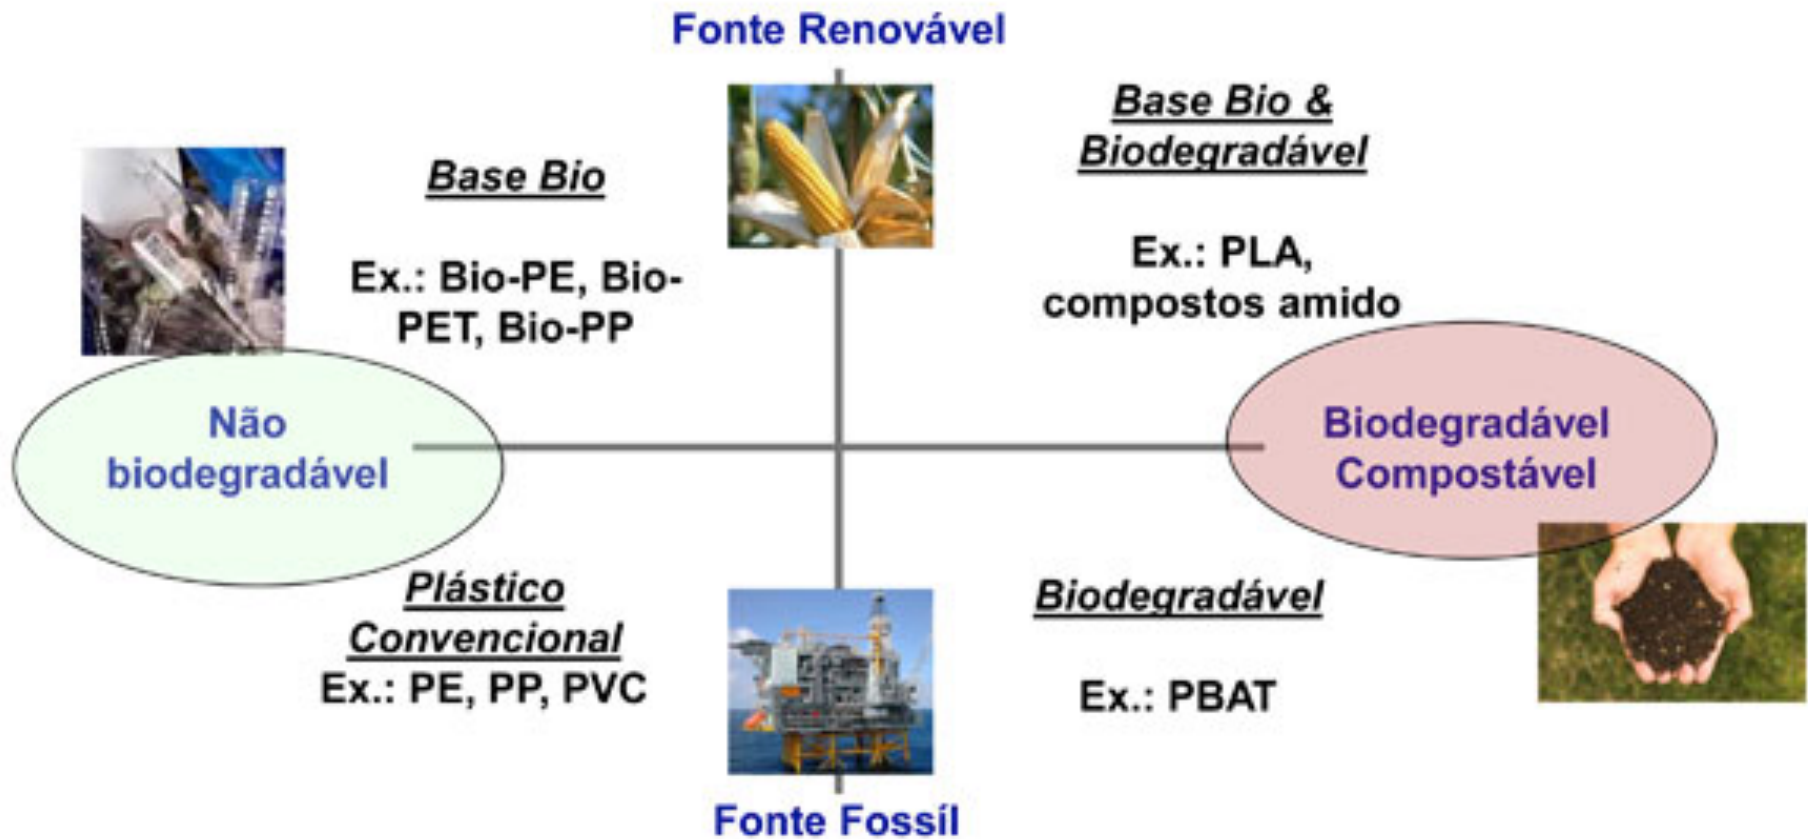 Fonte Renovável
Base Bio
Ex.: Bio-PE, Bio-
PET, Bio-PP
Base Bio &
Biodegradável
Ex.: PLA,
compostos amido
Não
biodegradável
Biodegradável
Compostável
Plástico
Convencional
Ex.: PE, PP, PVC
Biodegradável
Ex.: PBAT
Fonte Fossíl